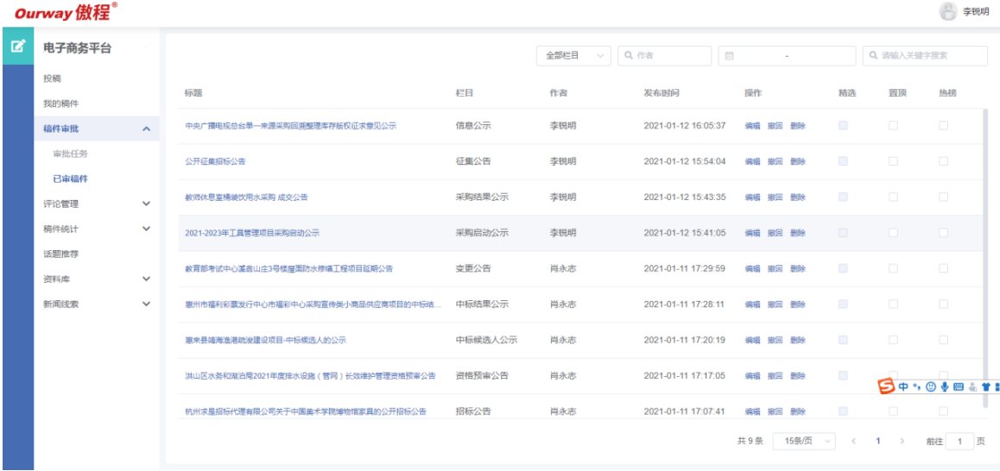 Ourway 傲程®
李锐明
电子商务平台
全部栏目
作者
-
请输入关键字搜索
投稿
我的稿件
稿件审批
审批任务
已审稿件
评论管理
稿件统计
话题推荐
资料库
新闻线索
标题 栏目 作者 发布时间 操作 精选 置顶 热榜
中央广播电视总台单一来源采购回溯整理库存版权征求意见公示 信息公示 李锐明 2021-01-12 16:05:37 编辑 撤回 删除
公开征集招标公告 征集公告 李锐明 2021-01-12 15:54:04 编辑 撤回 删除
教师休息室桶装饮用水采购 成交公告 采购结果公示 李锐明 2021-01-12 15:43:35 编辑 撤回 删除
2021-2023年工具管理项目采购启动公示 采购启动公示 李锐明 2021-01-12 15:41:05 编辑 撤回 删除
教育部考试中心溪翁山庄3号楼屋面防水修缮工程项目延期公告 变更公告 肖永志 2021-01-11 17:29:59 编辑 撤回 删除
惠州市福利彩票发行中心市福彩中心采购宣传类小商品供应商项目的中标结... 中标结果公示 肖永志 2021-01-11 17:28:11 编辑 撤回 删除
惠来县靖海渔港疏浚建设项目-中标候选人的公示 中标候选人公示 肖永志 2021-01-11 17:20:19 编辑 撤回 删除
洪山区水务和湖泊局2021年度排水设施（管网）长效维护管理资格预审公告 资格预审公告 肖永志 2021-01-11 17:17:05 编辑 撤回 删除
中
杭州求是招标代理有限公司关于中国美术学院博物馆家具的公开招标公告 招标公告 肖永志 2021-01-11 17:07:41 编辑 撤回 删除
共 9 条 15条/页 < 1 > 前往 1 页